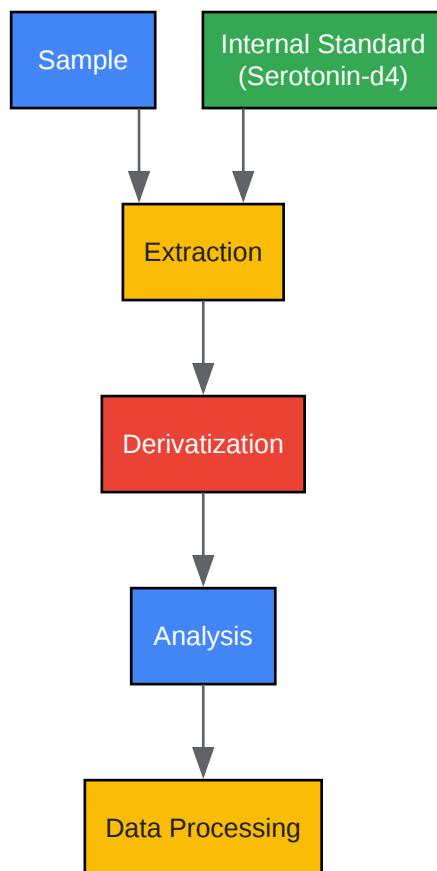 Sample
Internal Standard
(Serotonin-d4)
Extraction
Derivatization
Analysis
Data Processing